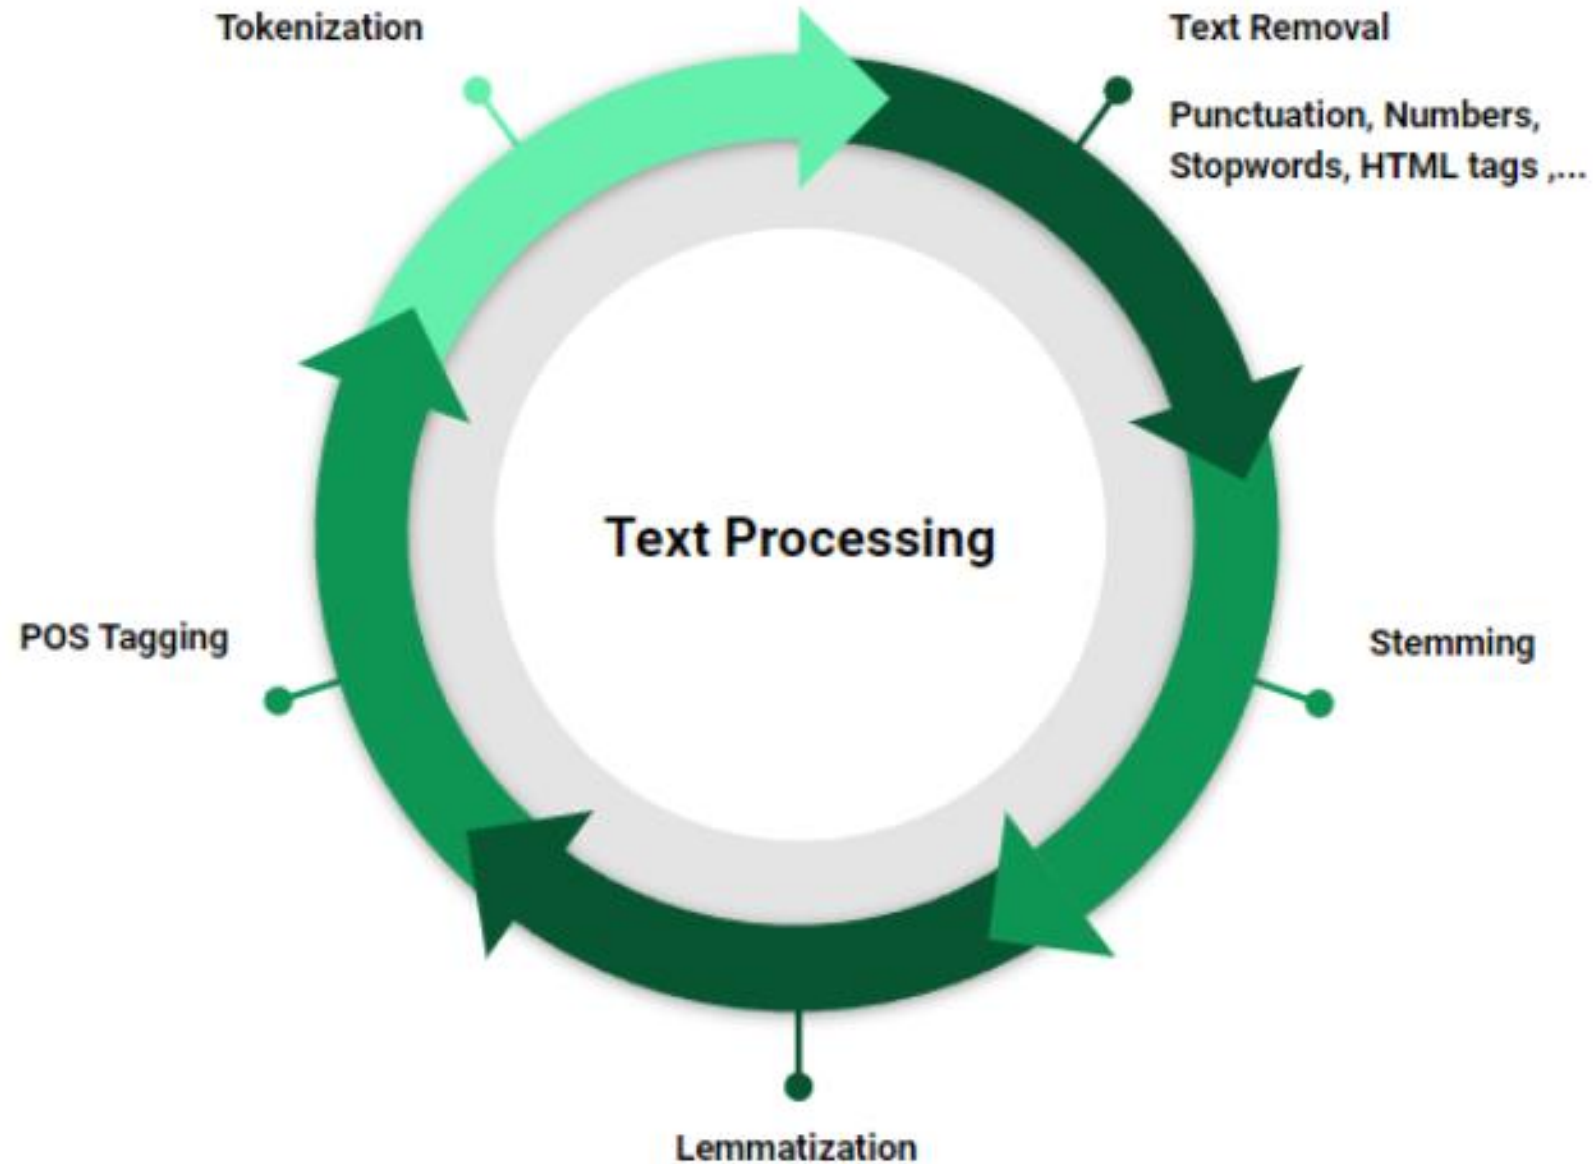 Tokenization
Text Removal
Punctuation, Numbers,
Stopwords, HTML tags ,...
Text Processing
POS Tagging
Stemming
Lemmatization